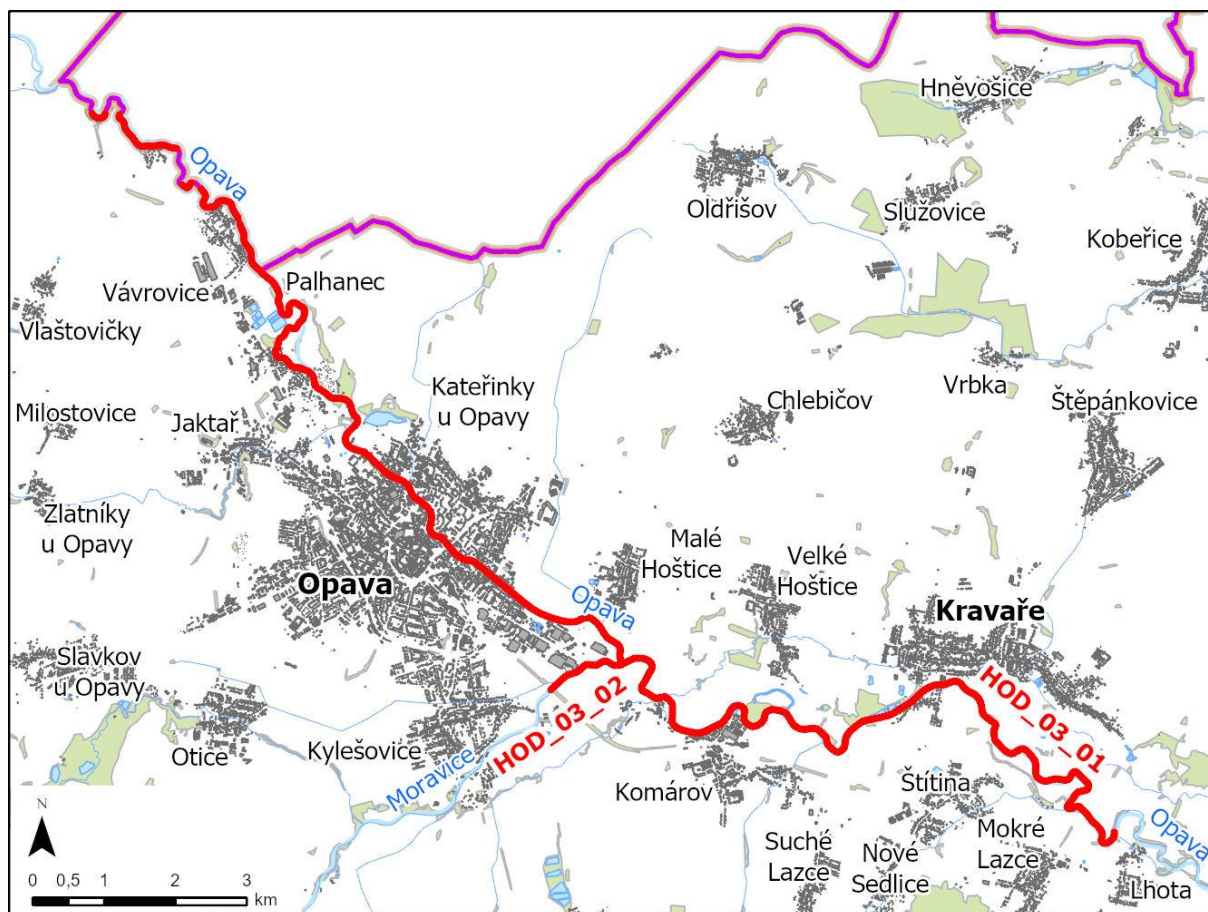 Hněvošice
Opava
Oldřišov
Služovice
Kobeřice
Palhanec
Vávrovice
Vlaštovičky
Kateřinky
u Opavy
Vrbka
Chlebičov
Štěpánkovice
Milostovice
Jaktař
Zlatníky
u Opavy
Malé
Hoštice
Velké
Hoštice
Opava
Opava
Kravaře
Slavkov
u Opavy
HOD_03_02
HOD_03_01
Otice
Kylešovice
Moravice
Komárov
Štítina
Opava
Suché
Lazce
Nové
Sedlice
Mokré
Lazce
Lhota
N
0 0,5 1 2 3
km